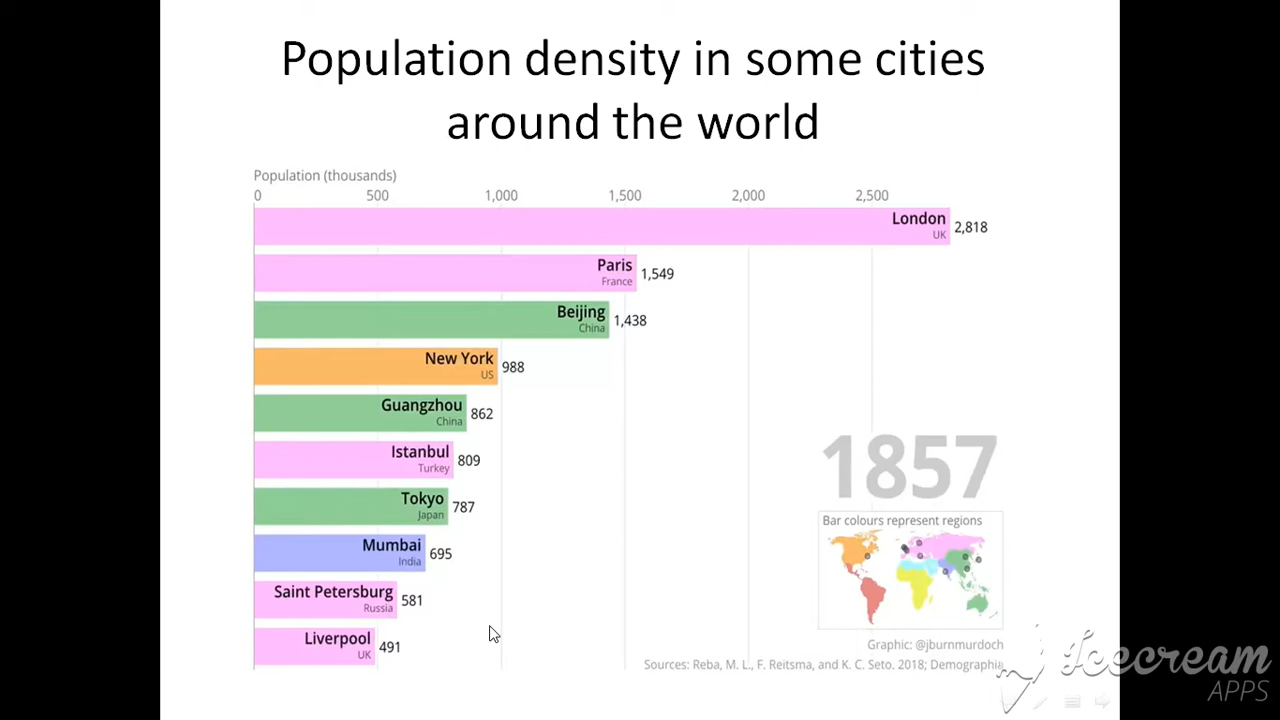 Population density in some cities
around the world
Population (thousands)
0 500 1,000 1,500 2,000 2,500
London
UK
2,818
Paris
France
1,549
Beijing
China
1,438
New York
US
988
Guangzhou
China
862
Istanbul
Turkey
809
Tokyo
Japan
787
Mumbai
India
695
Saint Petersburg
Russia
581
Liverpool
UK
491
1857
Bar colours represent regions
Graphic: @jburnmurdoch
Sources: Reba, M. L., F. Reitsma, and K. C. Seto. 2018; Demographia
Icecream
APPS